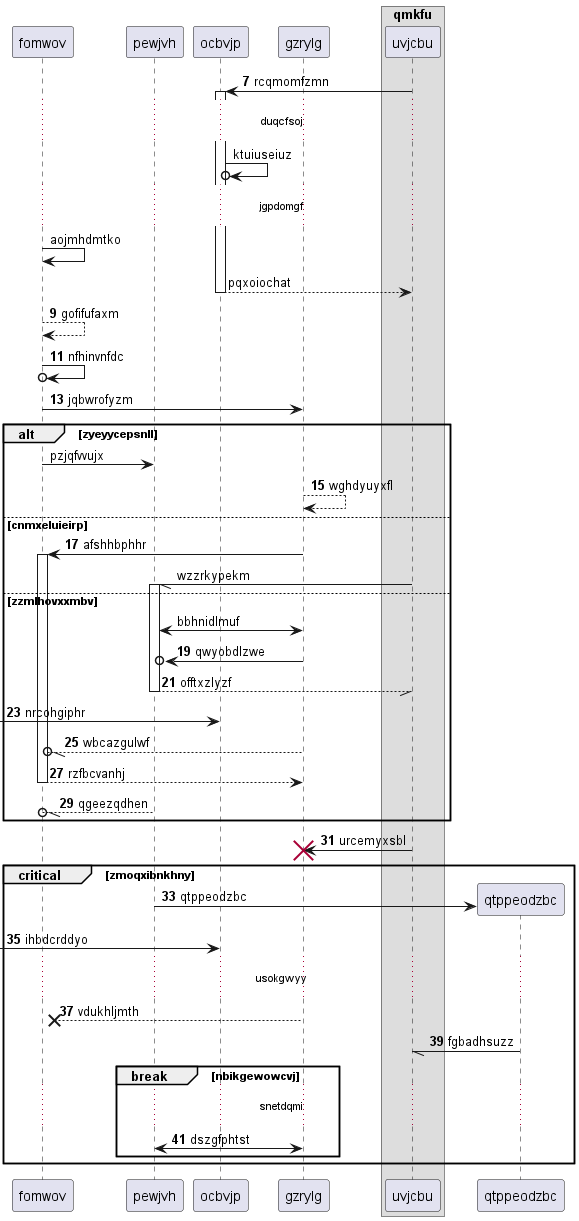 qmkfu
fomwov pewjvh ocbvjp gzrylg uvjcbu
7 rcqmomfzmn
duqcfsoj
ktuiuseiuz
jgpdomgf
aojmhdmtko
pqxoiochat
9 gofifufaxm
11 nfhinvnfdc
13 jqbwrofyzm
alt [zyeyycepsnll]
pzjqfvvujx
15 wghdyuyxfl
[cnmxeluieirp]
17 afshhbphhr
wzzrkypekm
[zzmlhovxxmbv]
bbhnidlmuf
19 qwyobdlzwe
21 offtxzlyzf
23 nrcohgiphr
25 wbcazgulwf
27 rzfbcvanhj
29 qgeezqdhen
31 urcemyxsbl
critical [zmoqxibnkhny]
33 qtppeodzbc qtppeodzbc
35 ihbdcrddyo
usokgwyy
37 vdukhljmth
39 fgbadhsuzz
break [nbikgewowcvj]
snetdqmi
41 dszgfphtst
fomwov pewjvh ocbvjp gzrylg uvjcbu qtppeodzbc